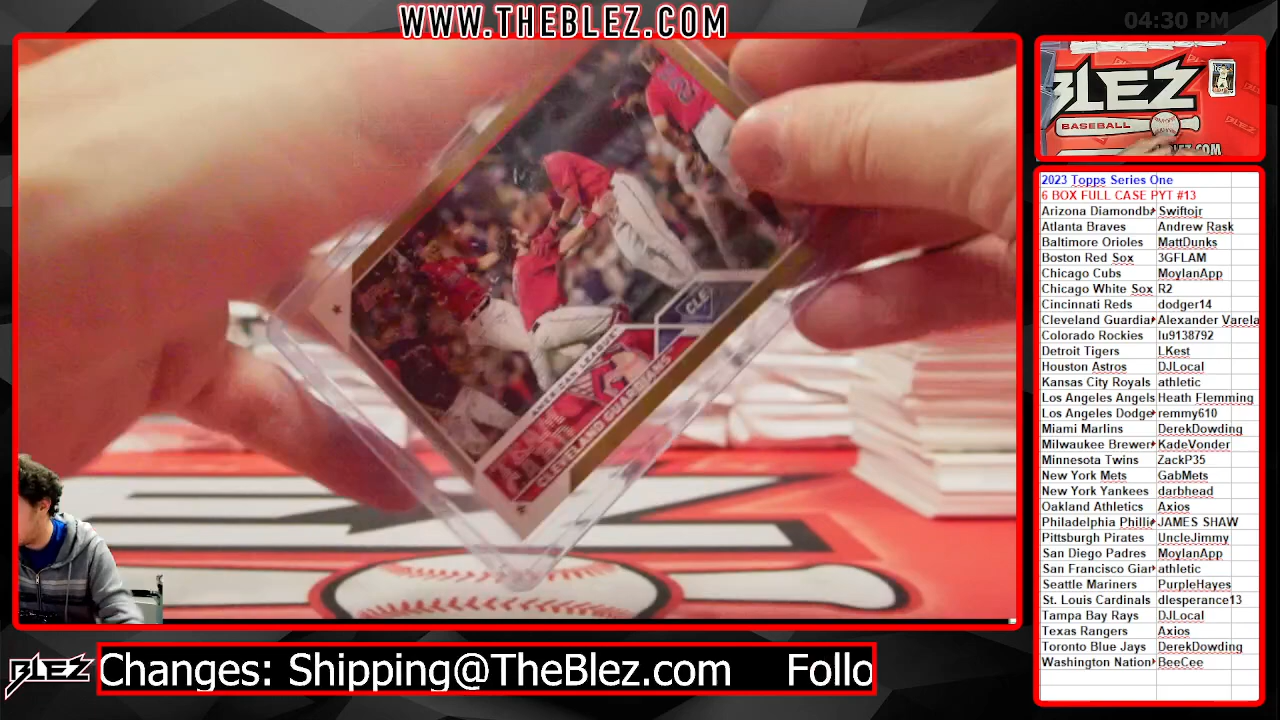 WWW.THEBLEZ.COM
04:30 PM
BLEZ
BASEBALL
CLE
CLEVELAND GUARDIANS
2023 Topps Series One
6 BOX FULL CASE PYT #13
Arizona Diamondba Swiftojr
Atlanta Braves Andrew Rask
Baltimore Orioles MattDunks
Boston Red Sox 3GFLAM
Chicago Cubs MoylanApp
Chicago White Sox R2
Cincinnati Reds dodger14
Cleveland Guardia Alexander Varela
Colorado Rockies lu9138792
Detroit Tigers LKest
Houston Astros DJLocal
Kansas City Royals athletic
Los Angeles Angels Heath Flemming
Los Angeles Dodge remmy610
Miami Marlins DerekDowding
Milwaukee Brewer KadeVonder
Minnesota Twins ZackP35
New York Mets GabMets
New York Yankees darbhead
Oakland Athletics Axios
Philadelphia Philli JAMES SHAW
Pittsburgh Pirates UncleJimmy
San Diego Padres MoylanApp
San Francisco Gian athletic
Seattle Mariners PurpleHayes
St. Louis Cardinals dlesperance13
Tampa Bay Rays DJLocal
Texas Rangers Axios
Toronto Blue Jays DerekDowding
Washington Nation BeeCee
BLEZ Changes: Shipping@TheBlez.com Follo